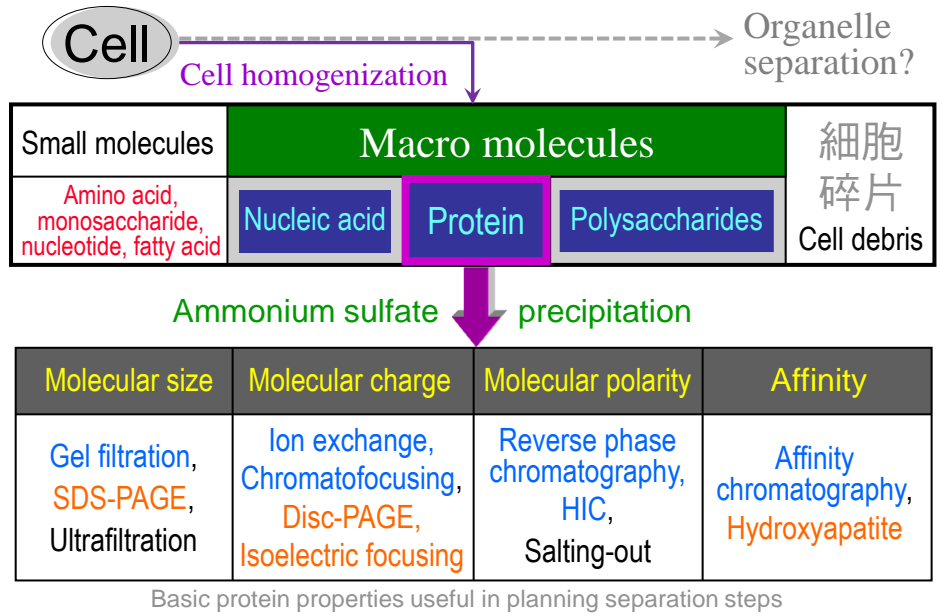 Cell
Organelle
separation?
Cell homogenization
Small molecules
Macro molecules
細胞
碎片
Cell debris
Amino acid,
monosaccharide,
nucleotide, fatty acid
Nucleic acid
Protein
Polysaccharides
Ammonium sulfate precipitation
Molecular size
Molecular charge
Molecular polarity
Affinity
Gel filtration,
SDS-PAGE,
Ultrafiltration
Ion exchange,
Chromatofocusing,
Disc-PAGE,
Isoelectric focusing
Reverse phase
chromatography,
HIC,
Salting-out
Affinity
chromatography,
Hydroxyapatite
Basic protein properties useful in planning separation steps